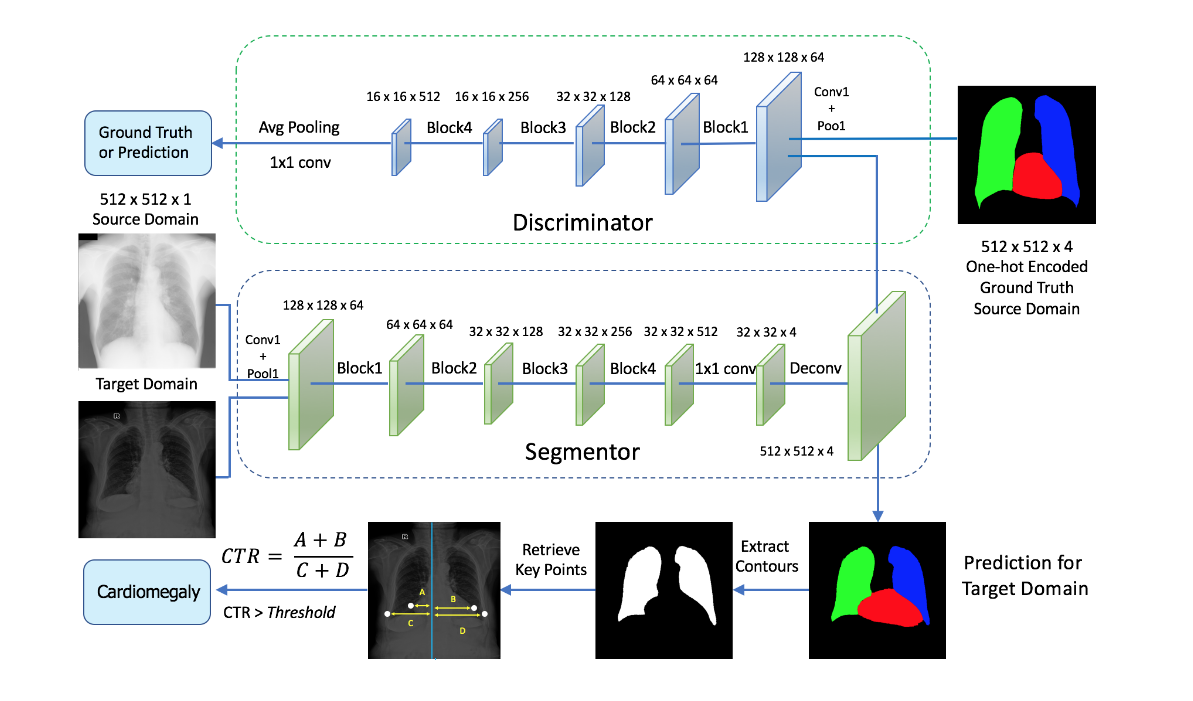 128 x 128 x 64
64 x 64 x 64
16 x 16 x 512
16 x 16 x 256
32 x 32 x 128
Conv1
+
Poo1
Ground Truth
or Prediction
Avg Pooling
1x1 conv
Block4
Block3
Block2
Block1
Discriminator
512 x 512 x 1
Source Domain
512 x 512 x 4
One-hot Encoded
Ground Truth
Source Domain
128 x 128 x 64
64 x 64 x 64
32 x 32 x 128
32 x 32 x 256
32 x 32 x 512
32 x 32 x 4
Conv1
+
Pool1
Block1
Block2
Block3
Block4
1x1 conv
Deconv
Target Domain
R
Segmentor
512 x 512 x 4
Cardiomegaly
CTR = A + B / C + D
CTR > Threshold
R
A
B
C
D
Retrieve
Key Points
Extract
Contours
Prediction for
Target Domain